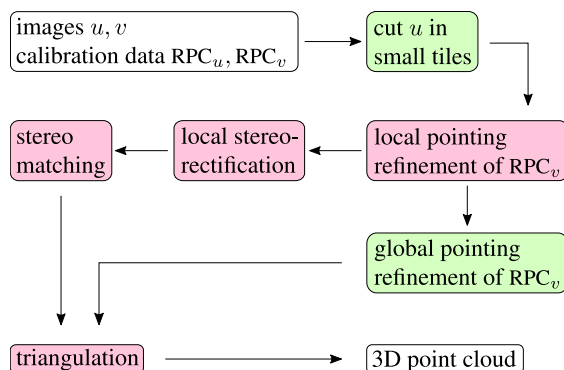 images u, v
calibration data RPC_u, RPC_v
cut u in
small tiles
stereo
matching
local stereo-
rectification
local pointing
refinement of RPC_v
global pointing
refinement of RPC_v
triangulation
3D point cloud